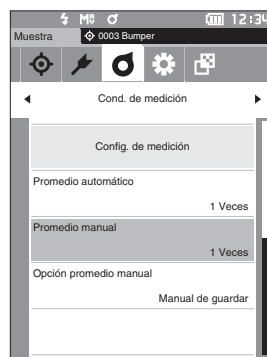 12:34
Muestra
0003 Bumper
Cond. de medición
Config. de medición
Promedio automático
1 Veces
Promedio manual
1 Veces
Opción promedio manual
Manual de guardar